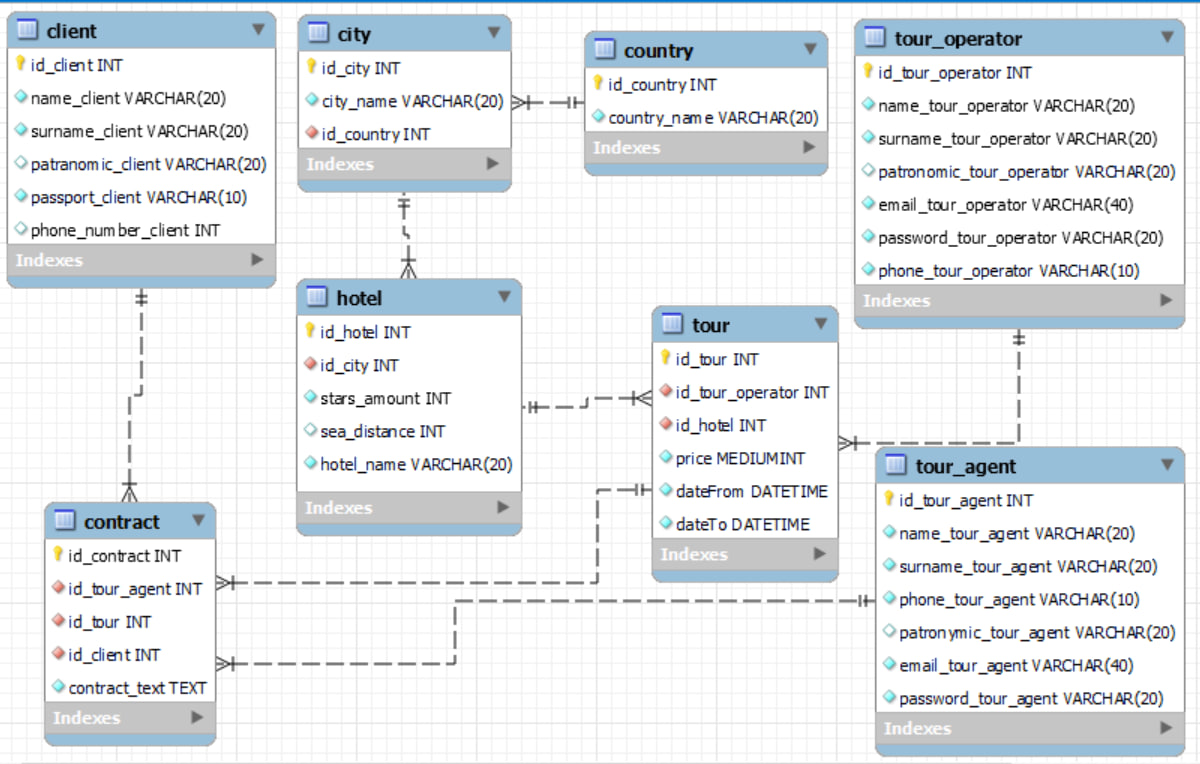 client
id_client INT
name_client VARCHAR(20)
surname_client VARCHAR(20)
patranomic_client VARCHAR(20)
passport_client VARCHAR(10)
phone_number_client INT
Indexes
city
id_city INT
city_name VARCHAR(20)
id_country INT
Indexes
country
id_country INT
country_name VARCHAR(20)
Indexes
tour_operator
id_tour_operator INT
name_tour_operator VARCHAR(20)
surname_tour_operator VARCHAR(20)
patronomic_tour_operator VARCHAR(20)
email_tour_operator VARCHAR(40)
password_tour_operator VARCHAR(20)
phone_tour_operator VARCHAR(10)
Indexes
hotel
id_hotel INT
id_city INT
stars_amount INT
sea_distance INT
hotel_name VARCHAR(20)
Indexes
tour
id_tour INT
id_tour_operator INT
id_hotel INT
price MEDIUMINT
dateFrom DATETIME
dateTo DATETIME
Indexes
tour_agent
id_tour_agent INT
name_tour_agent VARCHAR(20)
surname_tour_agent VARCHAR(20)
phone_tour_agent VARCHAR(10)
patronymic_tour_agent VARCHAR(20)
email_tour_agent VARCHAR(40)
password_tour_agent VARCHAR(20)
Indexes
contract
id_contract INT
id_tour_agent INT
id_tour INT
id_client INT
contract_text TEXT
Indexes